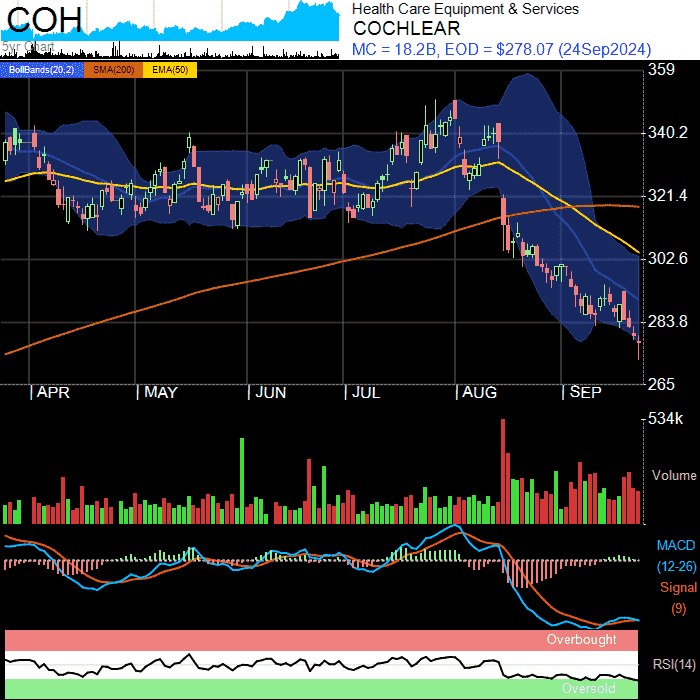 COH
5yr Chart
Health Care Equipment & Services
COCHLEAR
MC = 18.2B, EOD = $278.07 (24Sep2024)
BollBands(20,2) SMA(200) EMA(50)
359
340.2
321.4
302.6
283.8
265
APR MAY JUN JUL AUG SEP
534k
Volume
MACD
(12-26)
Signal
(9)
Overbought
RSI(14)
Oversold